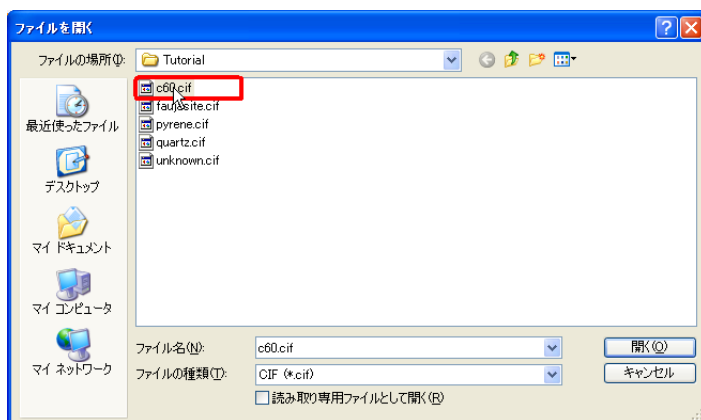 ファイルを開く
ファイルの場所(I): Tutorial
c60.cif
faujasite.cif
pyrene.cif
quartz.cif
unknown.cif
最近使ったファイル
デスクトップ
マイ ドキュメント
マイ コンピュータ
マイ ネットワーク
ファイル名(N): c60.cif 開く(O)
ファイルの種類(T): CIF (*.cif) キャンセル
読み取り専用ファイルとして開く(R)